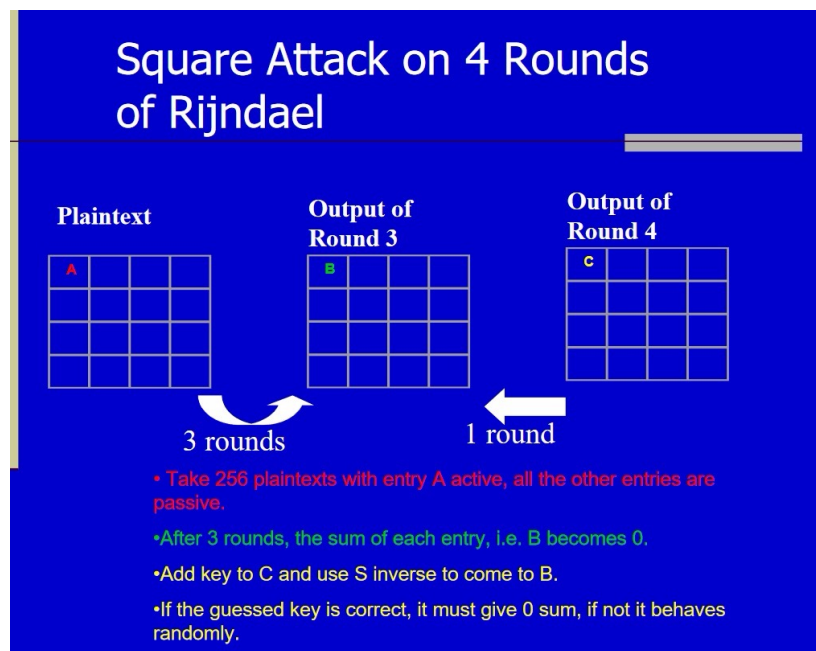 Square Attack on 4 Rounds
of Rijndael
Plaintext
Output of
Round 3
Output of
Round 4
A
B
C
3 rounds
1 round
• Take 256 plaintexts with entry A active, all the other entries are
passive.
•After 3 rounds, the sum of each entry, i.e. B becomes 0.
•Add key to C and use S inverse to come to B.
•If the guessed key is correct, it must give 0 sum, if not it behaves
randomly.